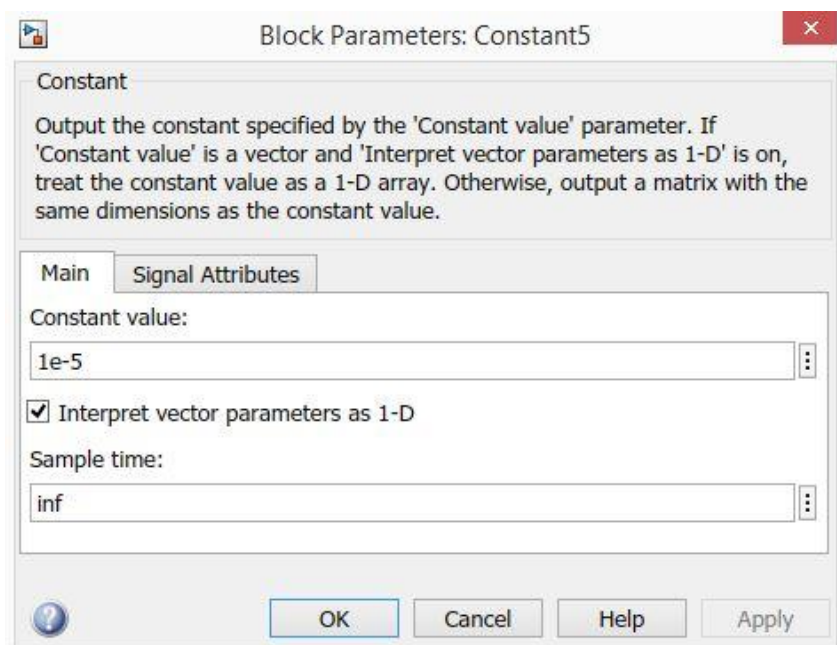 Block Parameters: Constant5
Constant
Output the constant specified by the 'Constant value' parameter. If
'Constant value' is a vector and 'Interpret vector parameters as 1-D' is on,
treat the constant value as a 1-D array. Otherwise, output a matrix with the
same dimensions as the constant value.
Main Signal Attributes
Constant value:
1e-5
Interpret vector parameters as 1-D
Sample time:
inf
OK Cancel Help Apply